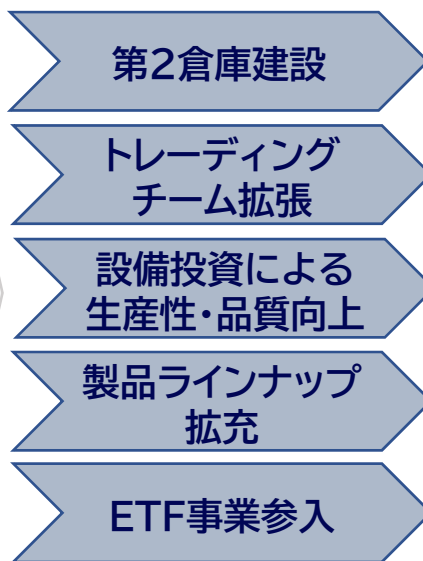 第2倉庫建設
トレーディング
チーム拡張
設備投資による
生産性・品質向上
製品ラインナップ
拡充
ETF事業参入